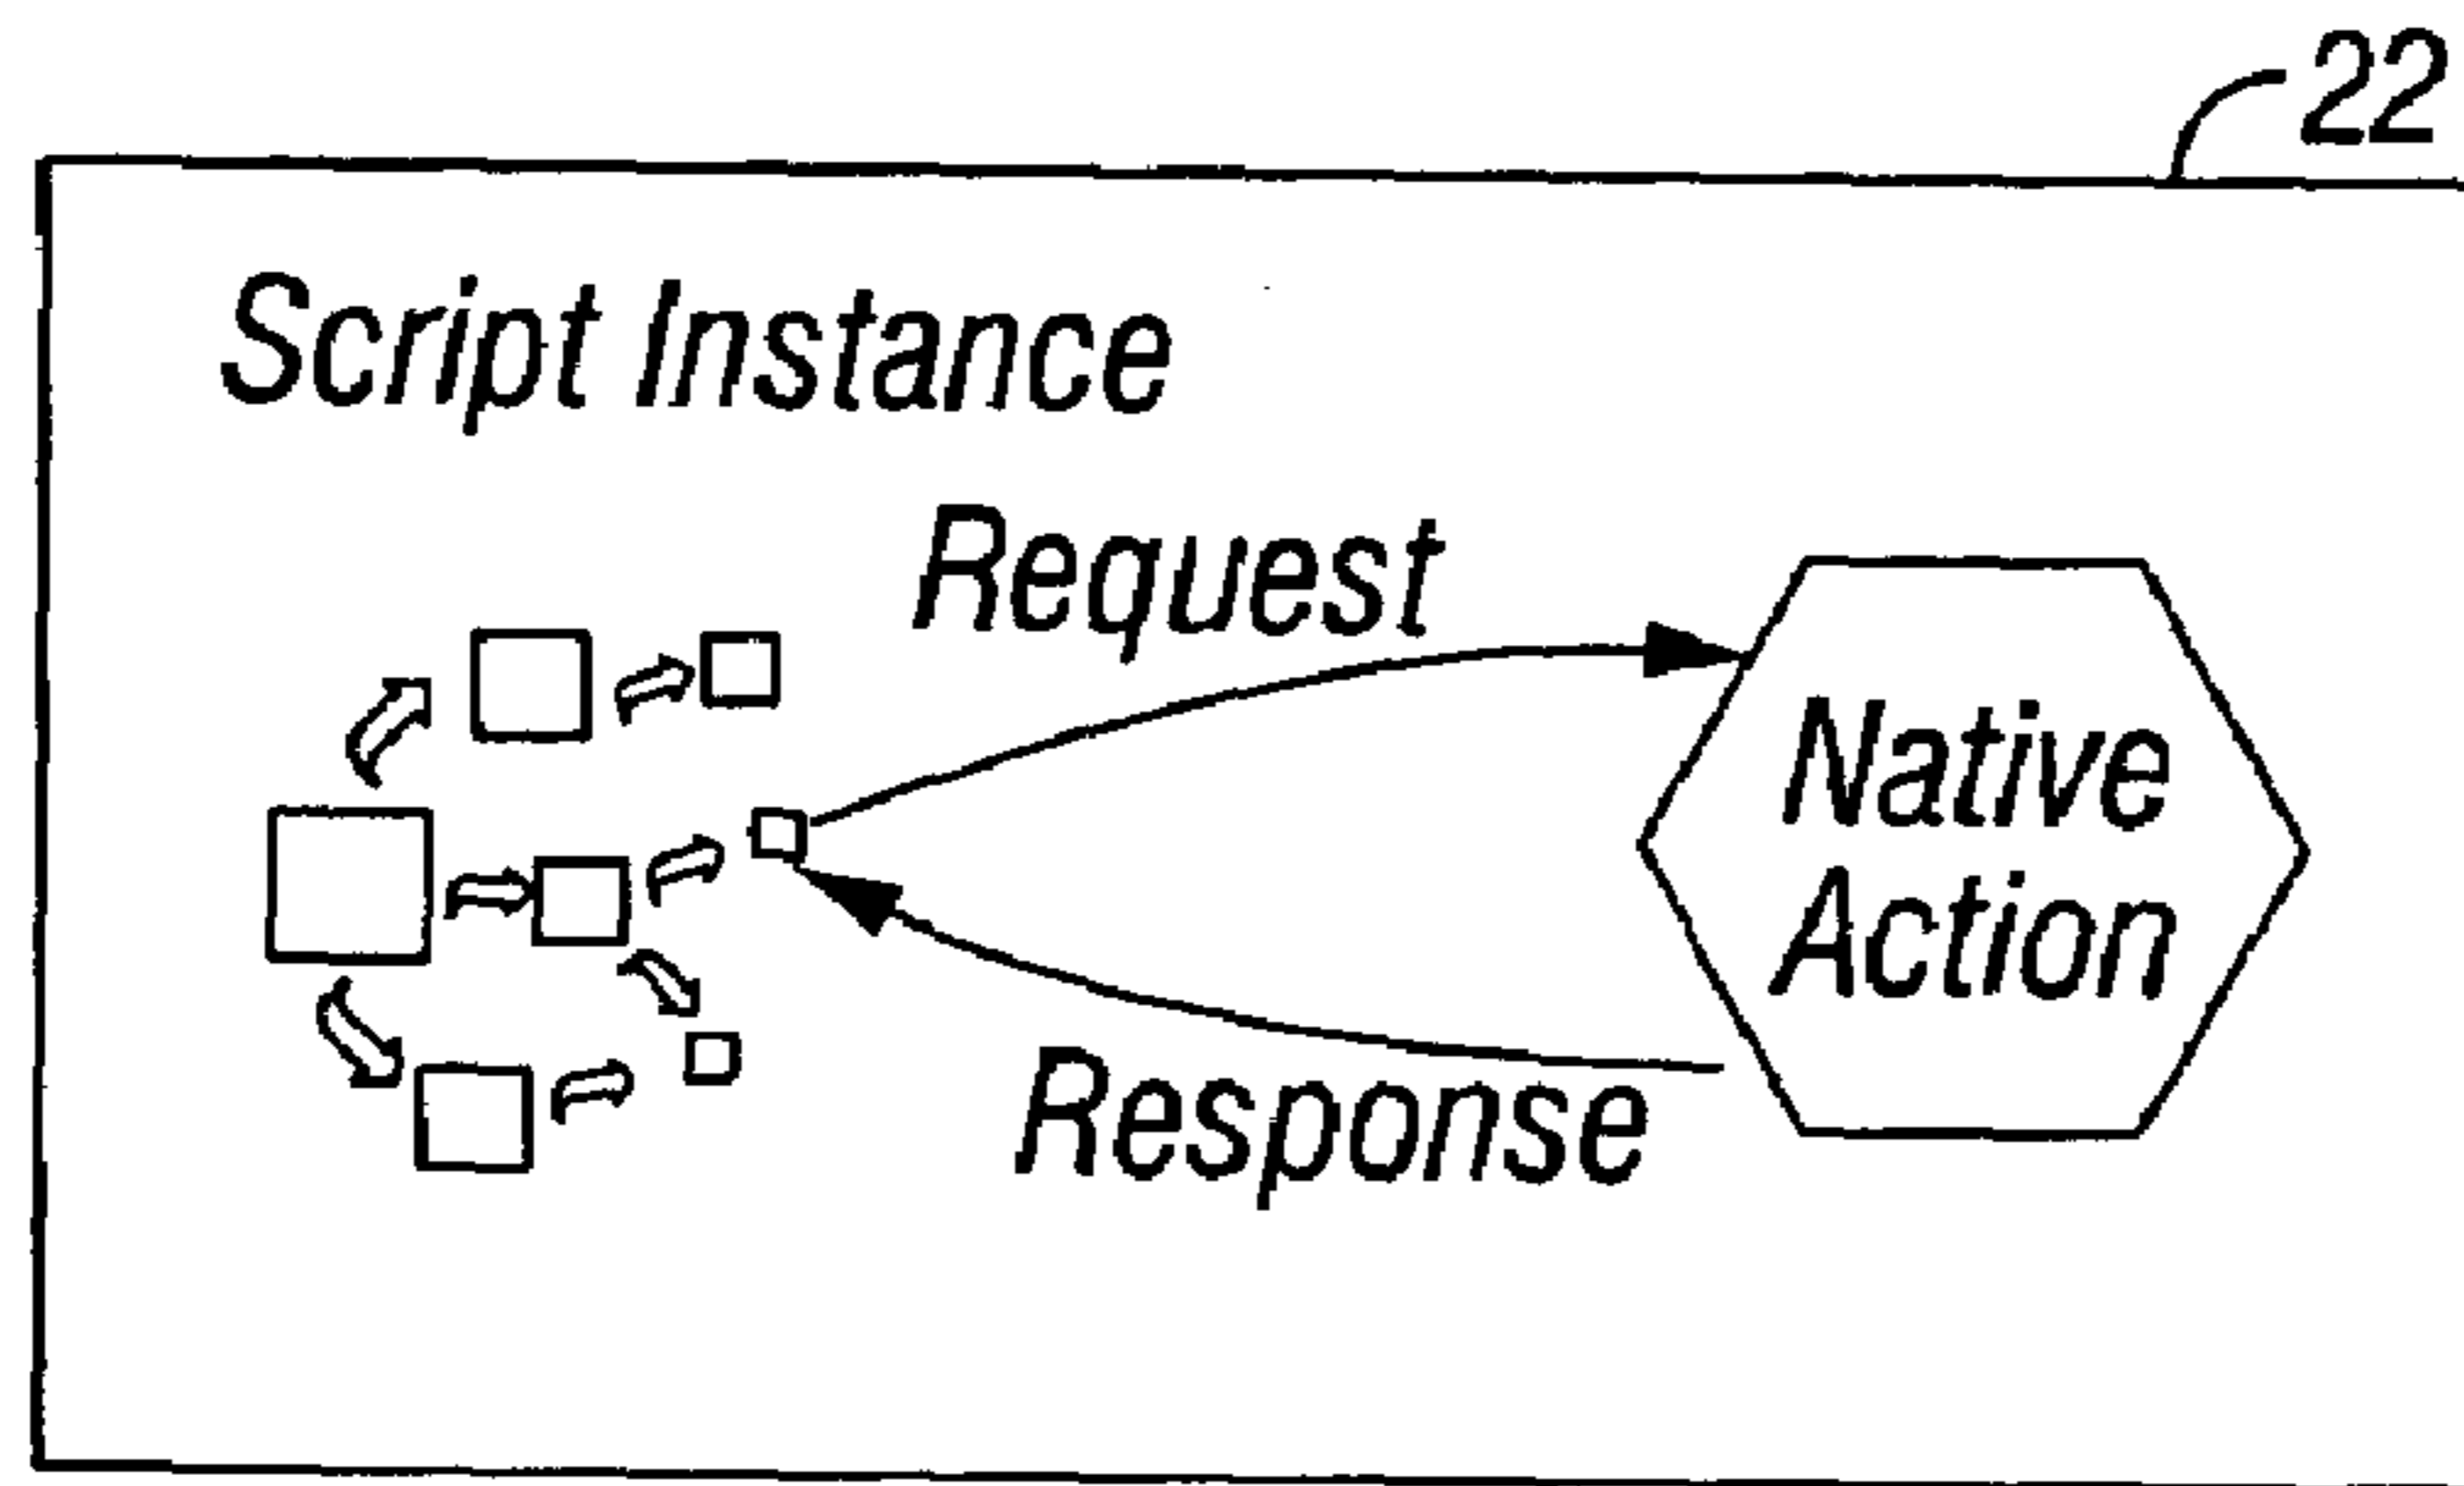 22
Script Instance
Request
Native
Action
Response